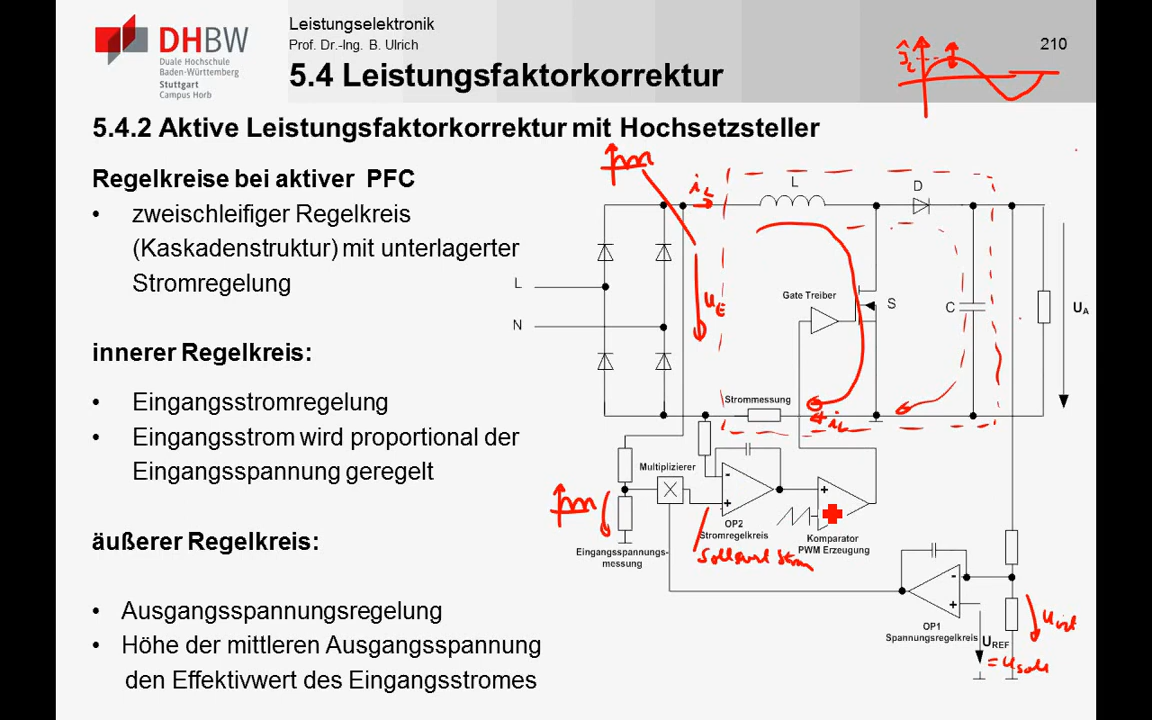 DHBW
Duale Hochschule
Baden-Württemberg
Stuttgart
Campus Horb
Leistungselektronik
Prof. Dr.-Ing. B. Ulrich
210
5.4 Leistungsfaktorkorrektur
5.4.2 Aktive Leistungsfaktorkorrektur mit Hochsetzsteller
Regelkreise bei aktiver PFC
• zweischleifiger Regelkreis
(Kaskadenstruktur) mit unterlagerter
Stromregelung
innerer Regelkreis:
• Eingangsstromregelung
• Eingangsstrom wird proportional der
Eingangsspannung geregelt
äußerer Regelkreis:
• Ausgangsspannungsregelung
• Höhe der mittleren Ausgangsspannung
den Effektivwert des Eingangsstromes
iL
L
D
L
N
Gate Treiber
S
C
UA
uE
Strommessung
iL
Multiplizierer
X
-
+
+
OP2
Stromregelkreis
Komparator
PWM Erzeugung
Eingangsspannungs-
messung
Sollwert Strom
-
+
OP1
Spannungsregelkreis
UREF
= usoll
uist